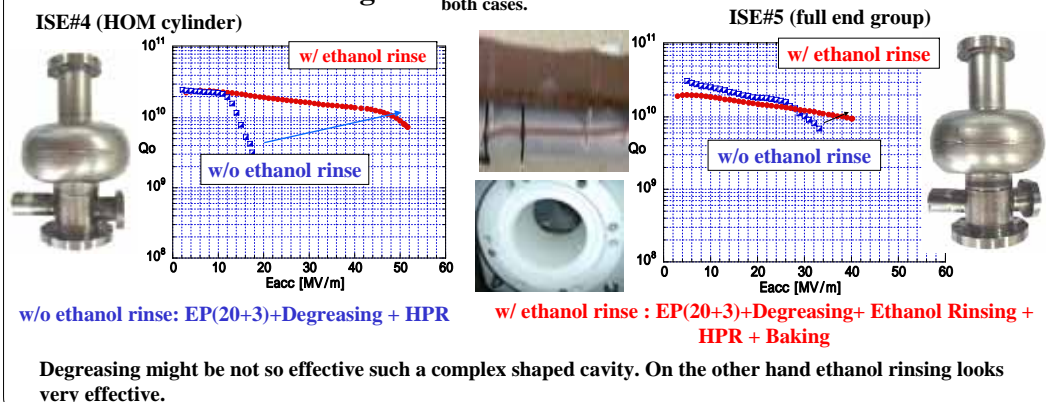 both cases.
ISE#4 (HOM cylinder)
ISE#5 (full end group)
10¹¹
10¹⁰
Qo
10⁹
10⁸
0 10 20 30 40 50 60
Eacc [MV/m]
w/ ethanol rinse
w/o ethanol rinse
10¹¹
10¹⁰
Qo
10⁹
10⁸
0 10 20 30 40 50 60
Eacc [MV/m]
w/ ethanol rinse
w/o ethanol rinse
w/o ethanol rinse: EP(20+3)+Degreasing + HPR
w/ ethanol rinse : EP(20+3)+Degreasing+ Ethanol Rinsing +
HPR + Baking
Degreasing might be not so effective such a complex shaped cavity. On the other hand ethanol rinsing looks
very effective.